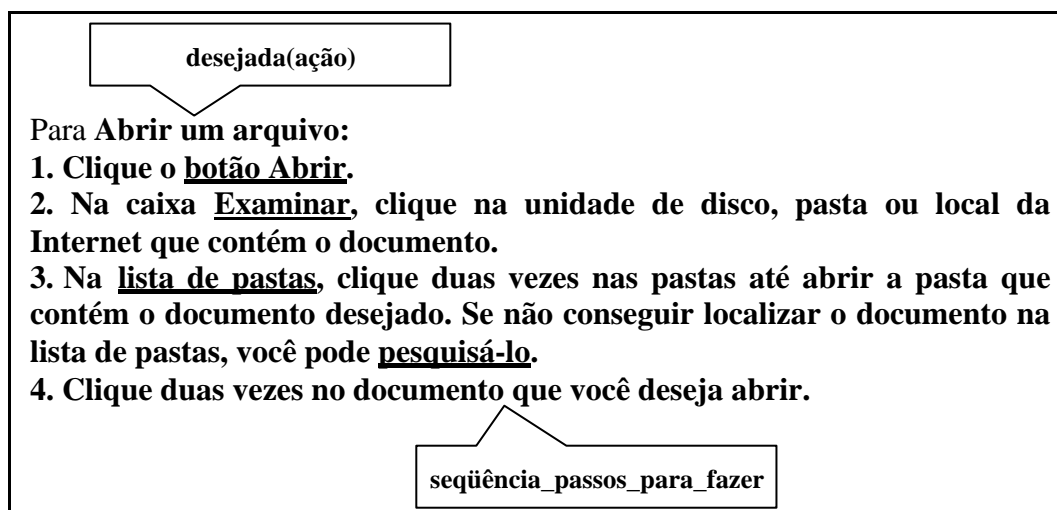 desejada(ação)
Para Abrir um arquivo:
1. Clique o botão Abrir.
2. Na caixa Examinar, clique na unidade de disco, pasta ou local da
Internet que contém o documento.
3. Na lista de pastas, clique duas vezes nas pastas até abrir a pasta que
contém o documento desejado. Se não conseguir localizar o documento na
lista de pastas, você pode pesquisá-lo.
4. Clique duas vezes no documento que você deseja abrir.
seqüência_passos_para_fazer